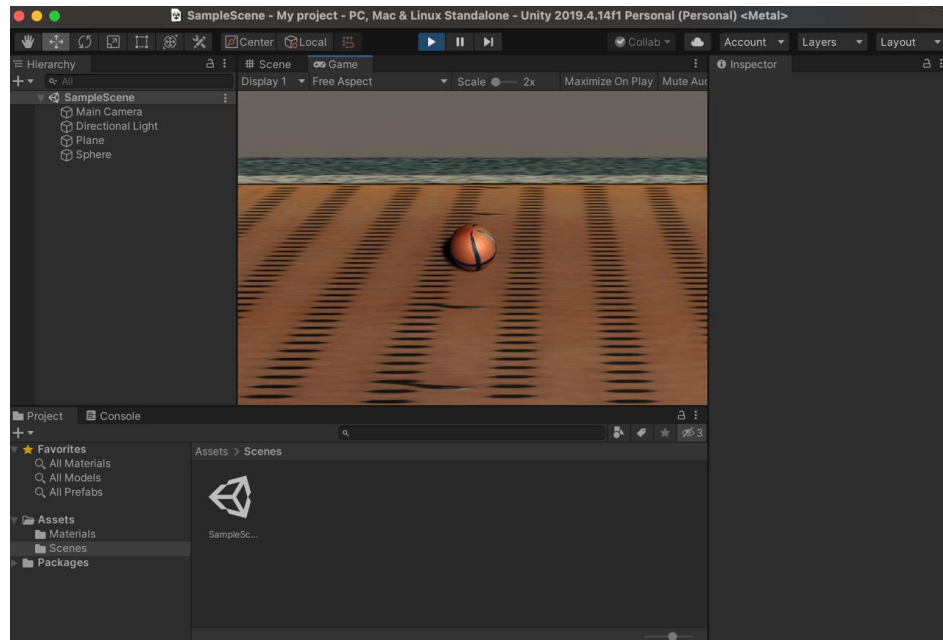 SampleScene - My project - PC, Mac & Linux Standalone - Unity 2019.4.14f1 Personal (Personal) <Metal>
Center Local Collab Account Layers Layout
Hierarchy
All
SampleScene
Main Camera
Directional Light
Plane
Sphere
Scene Game
Display 1 Free Aspect Scale 2x Maximize On Play Mute Aud
Inspector
Project Console
3
Favorites
All Materials
All Models
All Prefabs
Assets
Materials
Scenes
Packages
Assets > Scenes
SampleSc...